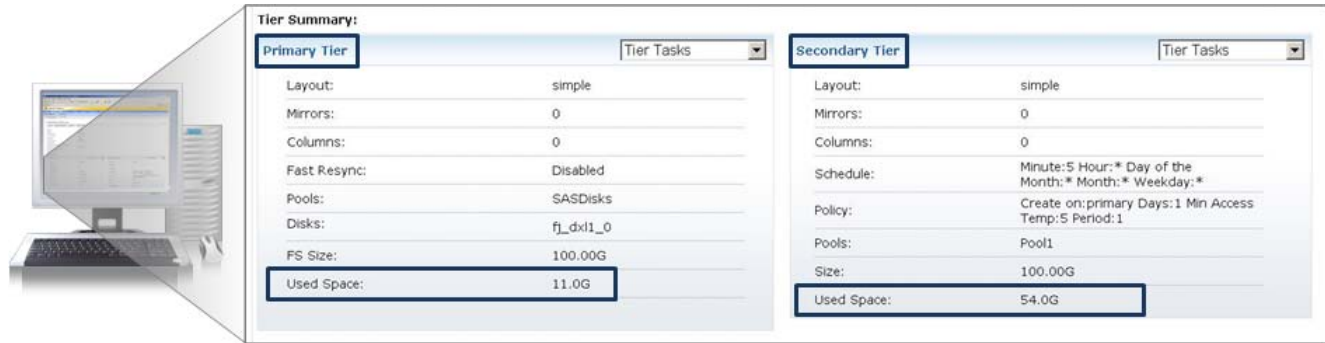 Tier Summary:
Primary Tier
Tier Tasks
Layout: simple
Mirrors: 0
Columns: 0
Fast Resync: Disabled
Pools: SASDisks
Disks: fj_dxl1_0
FS Size: 100.00G
Used Space: 11.0G
Secondary Tier
Tier Tasks
Layout: simple
Mirrors: 0
Columns: 0
Schedule: Minute:5 Hour:* Day of the
Month:* Month:* Weekday:*
Policy: Create on:primary Days:1 Min Access
Temp:5 Period:1
Pools: Pool1
Size: 100.00G
Used Space: 54.0G